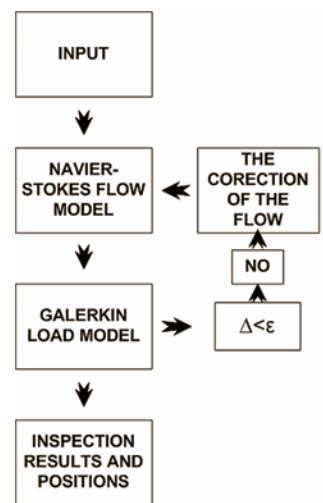 INPUT
NAVIER-
STOKES FLOW
MODEL
THE
CORECTION
OF THE
FLOW
NO
GALERKIN
LOAD MODEL
Δ<ε
INSPECTION
RESULTS AND
POSITIONS